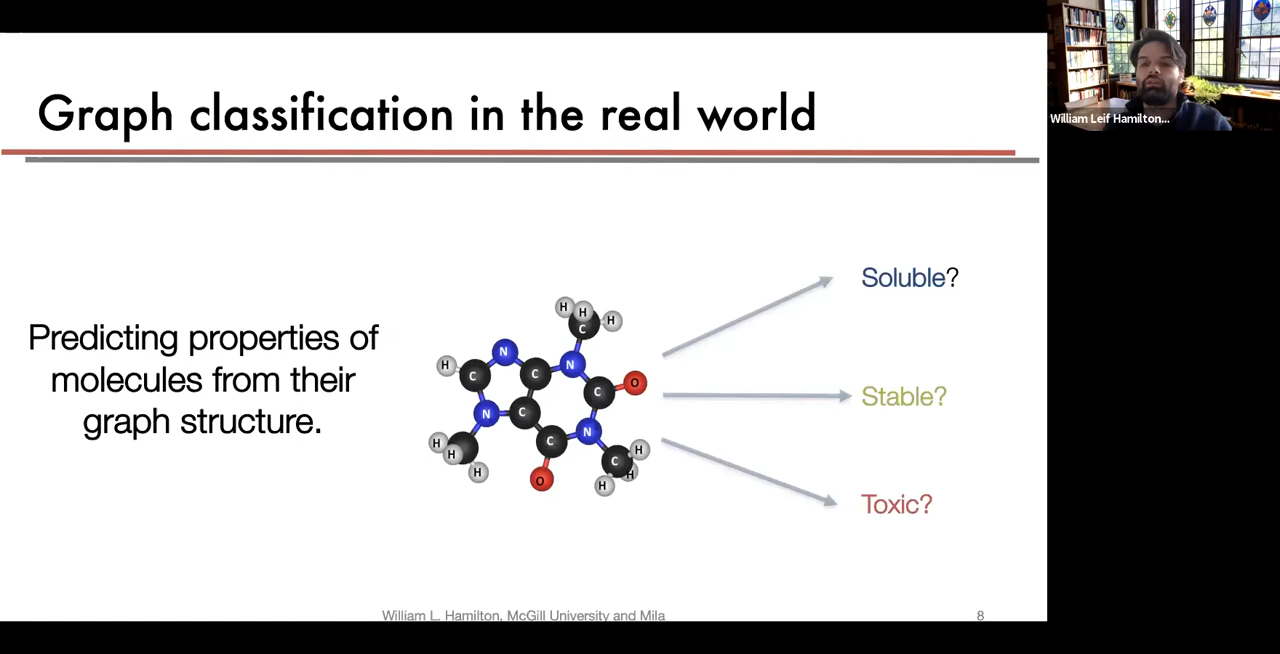 Graph classification in the real world
William Leif Hamilton...
Predicting properties of
molecules from their
graph structure.
H
H
H
C
N
H
C
C
N
O
C
N
C
N
H
C
H
H
C
H
H
H
O
H
Soluble?
Stable?
Toxic?
William L. Hamilton, McGill University and Mila
8